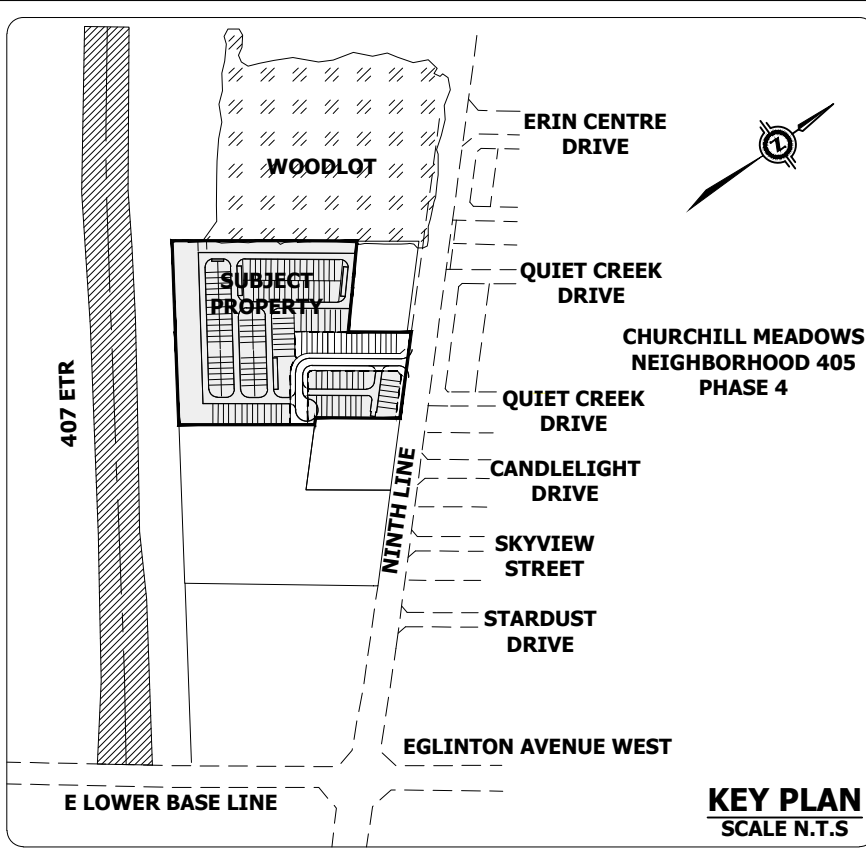 ERIN CENTRE
DRIVE
WOODLOT
SUBJECT
PROPERTY
QUIET CREEK
DRIVE
CHURCHILL MEADOWS
NEIGHBORHOOD 405
PHASE 4
407 ETR
QUIET CREEK
DRIVE
CANDLELIGHT
DRIVE
NINTH LINE
SKYVIEW
STREET
STARDUST
DRIVE
EGLINTON AVENUE WEST
E LOWER BASE LINE
KEY PLAN
SCALE N.T.S
Z